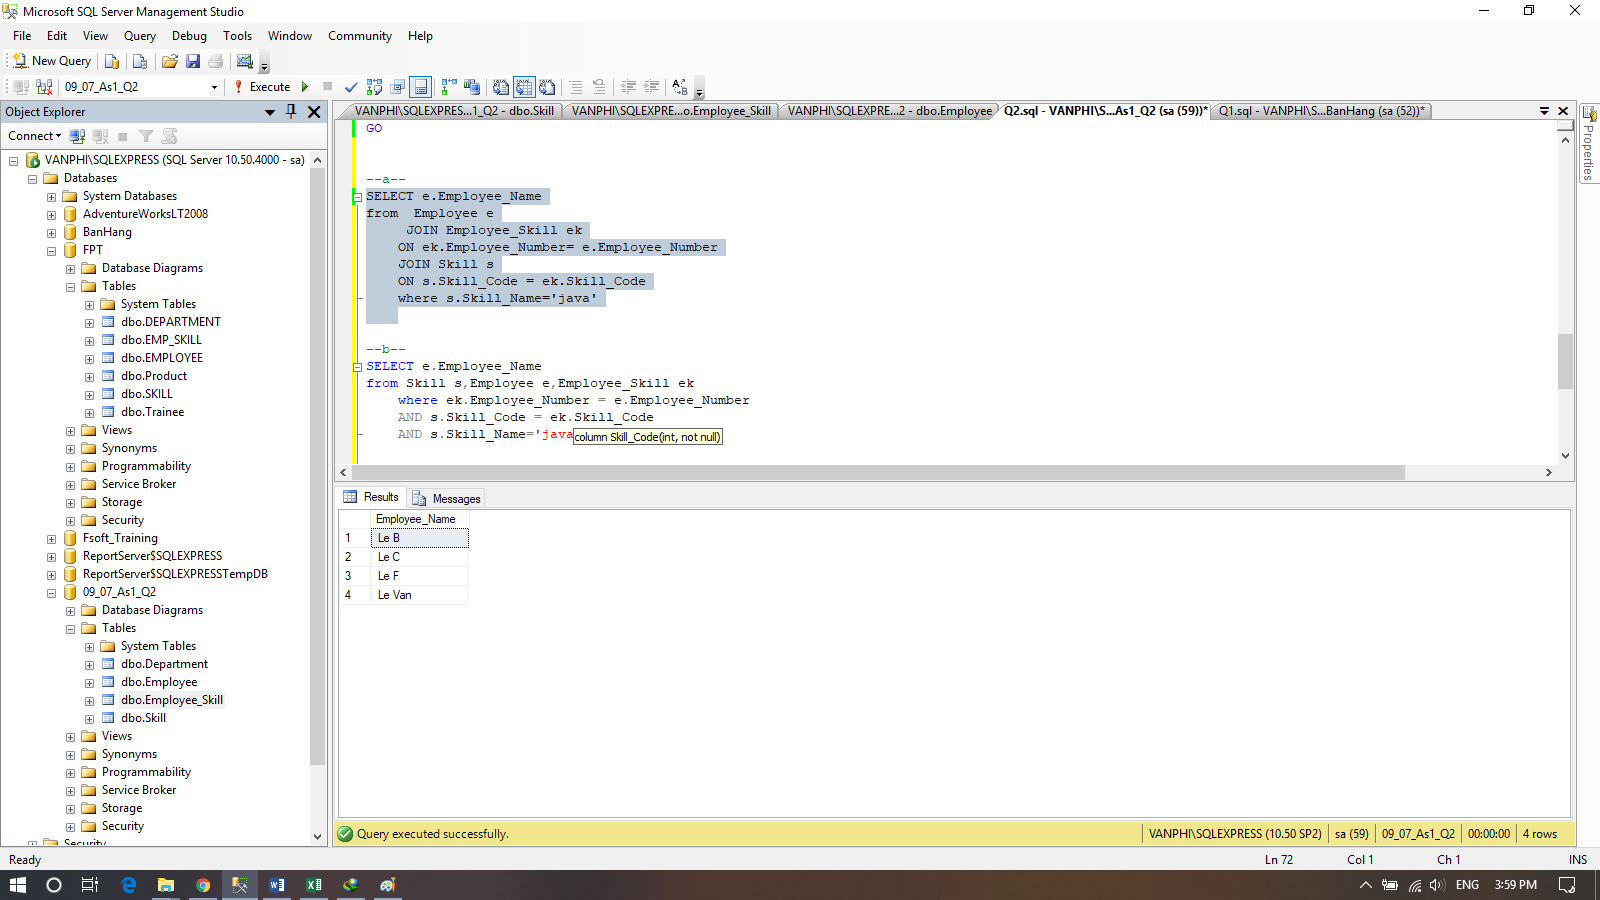 Microsoft SQL Server Management Studio
File Edit View Query Debug Tools Window Community Help
New Query
09_07_As1_Q2 Execute
Object Explorer
Connect
VANPHI\SQLEXPRESS (SQL Server 10.50.4000 - sa)
Databases
System Databases
AdventureWorksLT2008
BanHang
FPT
Database Diagrams
Tables
System Tables
dbo.DEPARTMENT
dbo.EMP_SKILL
dbo.EMPLOYEE
dbo.Product
dbo.SKILL
dbo.Trainee
Views
Synonyms
Programmability
Service Broker
Storage
Security
Fsoft_Training
ReportServer$SQLEXPRESS
ReportServer$SQLEXPRESSTempDB
09_07_As1_Q2
Database Diagrams
Tables
System Tables
dbo.Department
dbo.Employee
dbo.Employee_Skill
dbo.Skill
Views
Synonyms
Programmability
Service Broker
Storage
Security
Security
VANPHI\SQLEXPRES...1_Q2 - dbo.Skill VANPHI\SQLEXPRE...o.Employee_Skill VANPHI\SQLEXPRE...2 - dbo.Employee Q2.sql - VANPHI\S...As1_Q2 (sa (59))* Q1.sql - VANPHI\S...BanHang (sa (52))*
GO
--a--
SELECT e.Employee_Name
from  Employee e
JOIN Employee_Skill ek
ON ek.Employee_Number= e.Employee_Number
JOIN Skill s
ON s.Skill_Code = ek.Skill_Code
where s.Skill_Name='java'
--b--
SELECT e.Employee_Name
from Skill s,Employee e,Employee_Skill ek
where ek.Employee_Number = e.Employee_Number
AND s.Skill_Code = ek.Skill_Code
AND s.Skill_Name='java
column Skill_Code(int, not null)
Properties
Results Messages
Employee_Name
1 Le B
2 Le C
3 Le F
4 Le Van
Query executed successfully. VANPHI\SQLEXPRESS (10.50 SP2) sa (59) 09_07_As1_Q2 00:00:00 4 rows
Ready Ln 72 Col 1 Ch 1 INS
ENG 3:59 PM